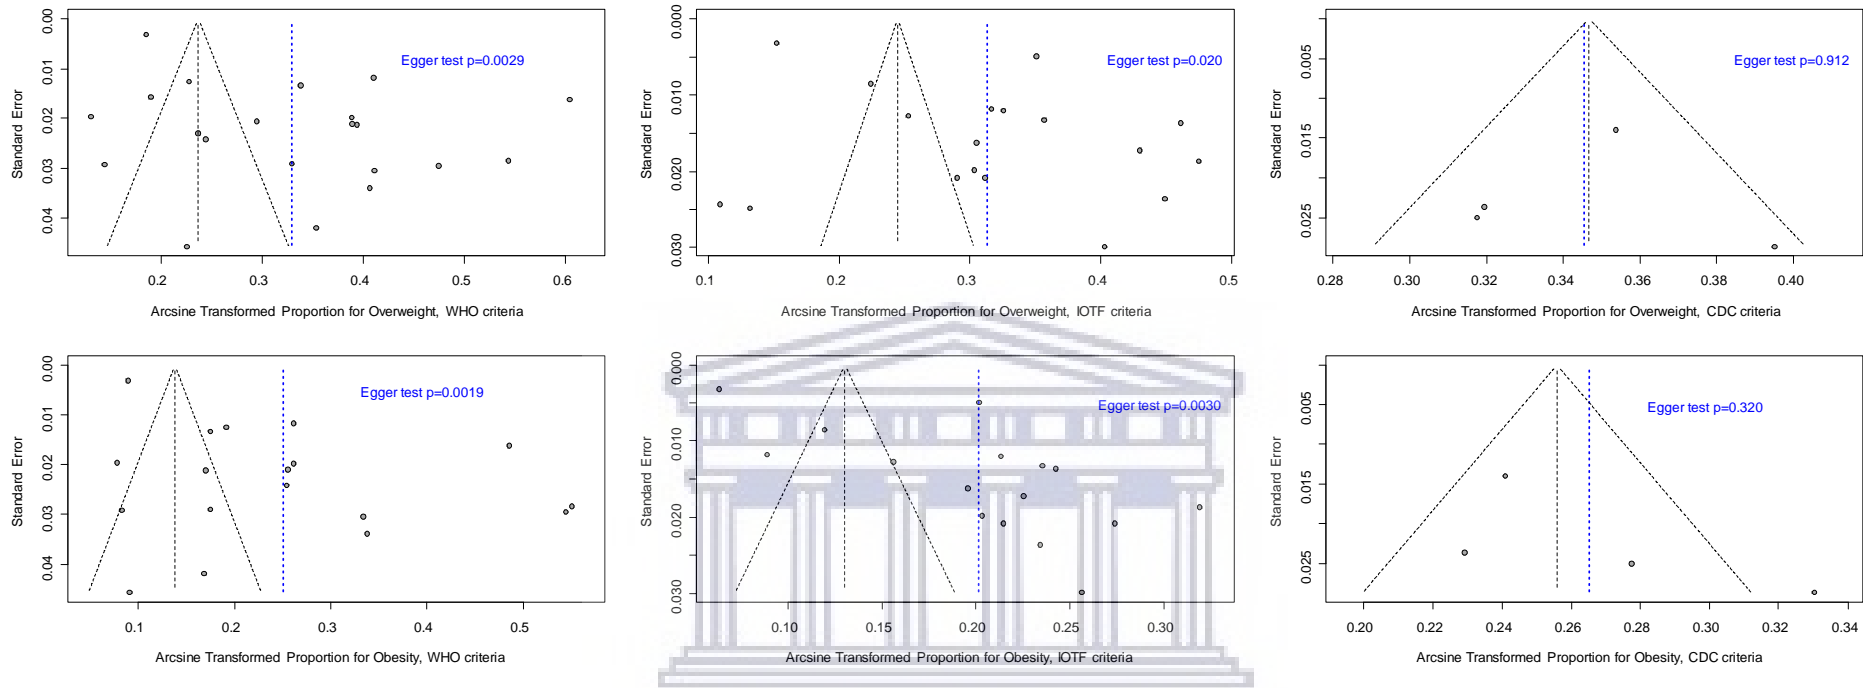 Standard Error
0.00
0.01
0.02
0.03
0.04
Egger test p=0.0029
0.2 0.3 0.4 0.5 0.6
Arcsine Transformed Proportion for Overweight, WHO criteria
Standard Error
0.000
0.010
0.020
0.030
Egger test p=0.020
0.1 0.2 0.3 0.4 0.5
Arcsine Transformed Proportion for Overweight, IOTF criteria
Standard Error
0.005
0.015
0.025
Egger test p=0.912
0.28 0.30 0.32 0.34 0.36 0.38 0.40
Arcsine Transformed Proportion for Overweight, CDC criteria
Standard Error
0.00
0.01
0.02
0.03
0.04
Egger test p=0.0019
0.1 0.2 0.3 0.4 0.5
Arcsine Transformed Proportion for Obesity, WHO criteria
Standard Error
0.000
0.010
0.020
0.030
Egger test p=0.0030
0.10 0.15 0.20 0.25 0.30
Arcsine Transformed Proportion for Obesity, IOTF criteria
Standard Error
0.005
0.015
0.025
Egger test p=0.320
0.20 0.22 0.24 0.26 0.28 0.30 0.32 0.34
Arcsine Transformed Proportion for Obesity, CDC criteria